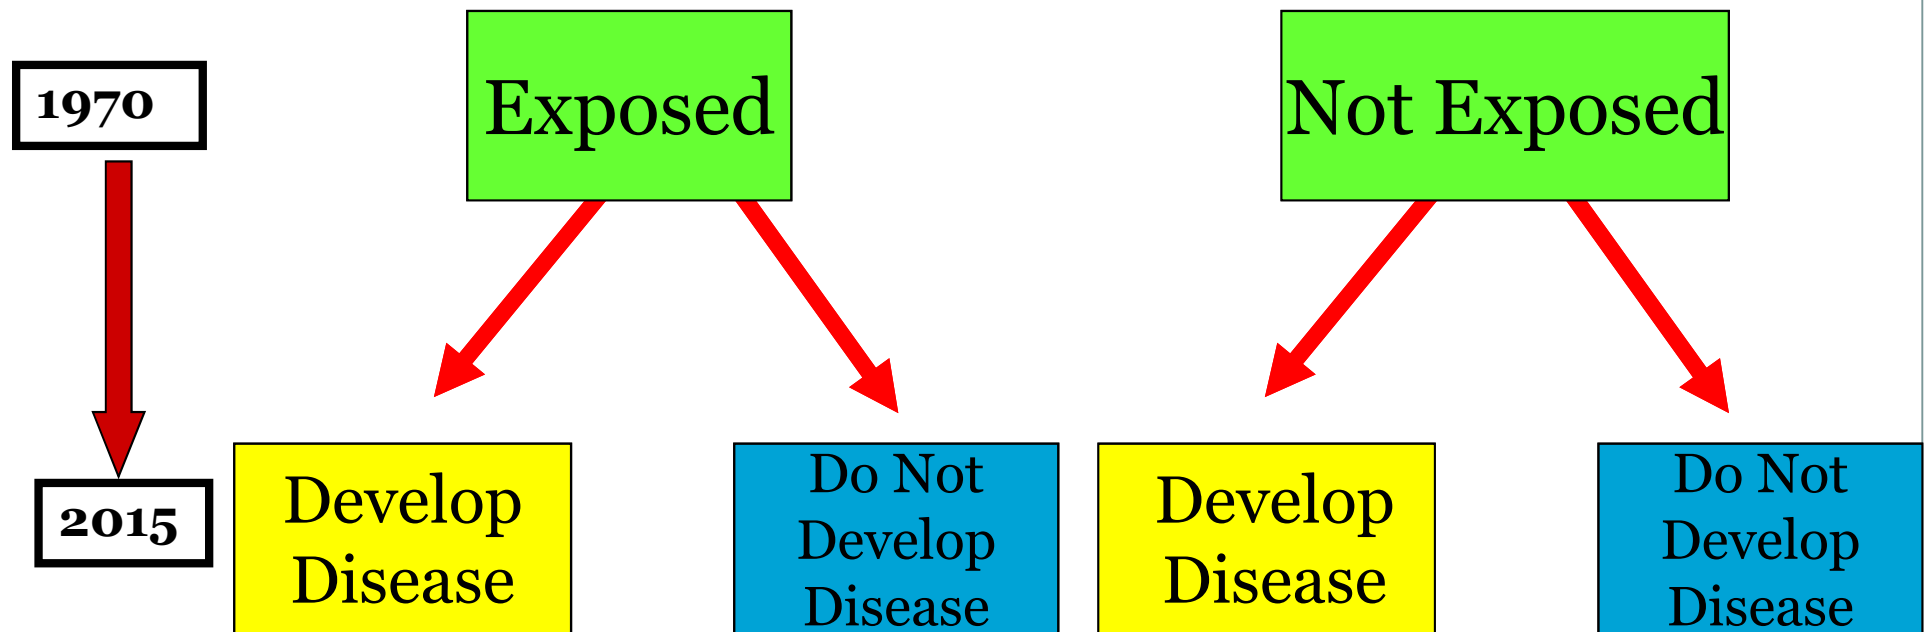 1970
Exposed
Not Exposed
2015
Develop
Disease
Do Not
Develop
Disease
Develop
Disease
Do Not
Develop
Disease